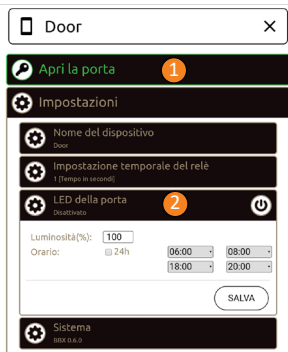 Door
Apri la porta 1
Impostazioni
Nome del dispositivo
Door
Impostazione temporale del relè
1 [Tempo in secondi]
LED della porta 2
Disattivato
Luminosità(%): 100
Orario: 24h 06:00 08:00
18:00 20:00
SALVA
Sistema
BBX 0.6.0